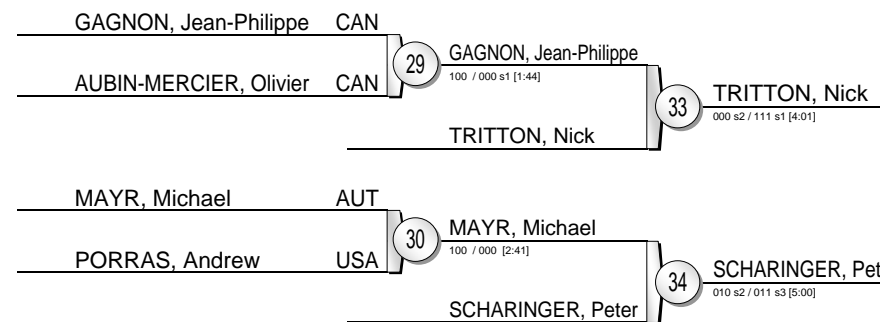 GAGNON, Jean-Philippe CAN
29
GAGNON, Jean-Philippe
100 / 000 s1 [1:44]
AUBIN-MERCIER, Olivier CAN
33
TRITTON, Nick
000 s2 / 111 s1 [4:01]
TRITTON, Nick
MAYR, Michael AUT
30
MAYR, Michael
100 / 000 [2:41]
PORRAS, Andrew USA
34
SCHARINGER, Pet
010 s2 / 011 s3 [5:00]
SCHARINGER, Peter